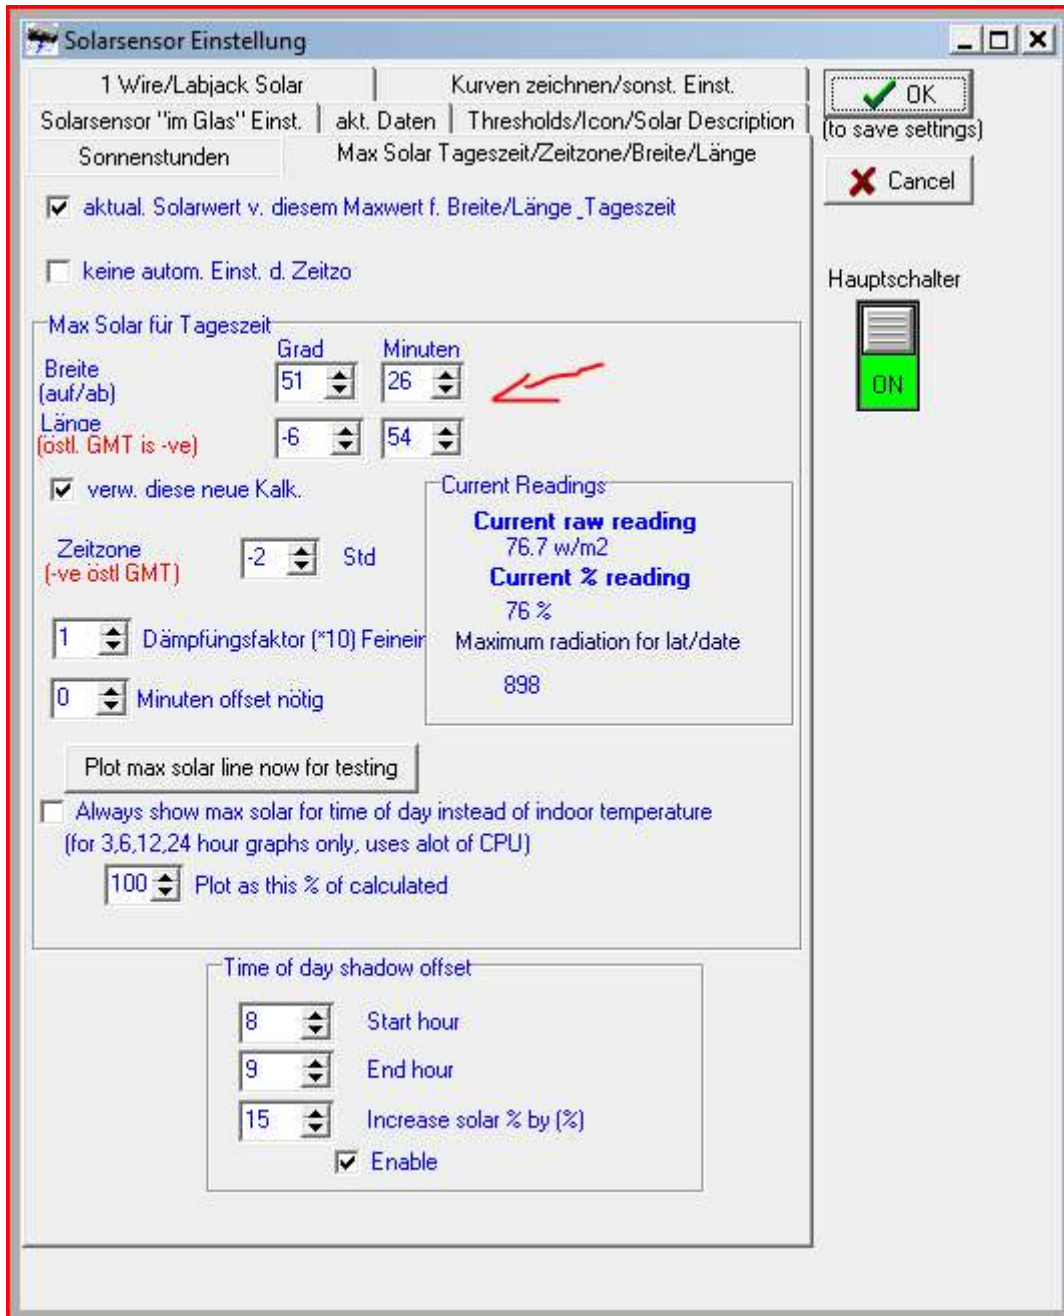 Solarsensor Einstellung
1 Wire/Labjack Solar
Kurven zeichnen/sonst. Einst.
Solarsensor "im Glas" Einst.
akt. Daten
Thresholds/Icon/Solar Description
Sonnenstunden
Max Solar Tageszeit/Zeitzone/Breite/Länge
OK
(to save settings)
Cancel
aktual. Solarwert v. diesem Maxwert f. Breite/Länge_Tageszeit
keine autom. Einst. d. Zeitzo
Hauptschalter
ON
Max Solar für Tageszeit
Grad Minuten
Breite
(auf/ab)
51 26
Länge
(östl. GMT is -ve)
-6 54
verw. diese neue Kalk.
Zeitzone
(-ve östl GMT)
-2 Std
Current Readings
Current raw reading
76.7 w/m2
Current % reading
76 %
Maximum radiation for lat/date
898
1 Dämpfungsfaktor (*10) Feinein
0 Minuten offset nötig
Plot max solar line now for testing
Always show max solar for time of day instead of indoor temperature
(for 3,6,12,24 hour graphs only, uses alot of CPU)
100 Plot as this % of calculated
Time of day shadow offset
8 Start hour
9 End hour
15 Increase solar % by (%)
Enable